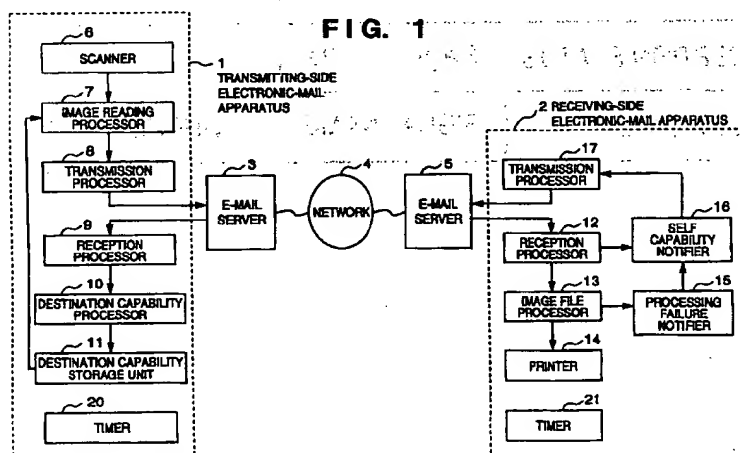 FIG. 1
6
SCANNER
7
IMAGE READING
PROCESSOR
8
TRANSMISSION
PROCESSOR
9
RECEPTION
PROCESSOR
10
DESTINATION CAPABILITY
PROCESSOR
11
DESTINATION CAPABILITY
STORAGE UNIT
20
TIMER
1
TRANSMITTING-SIDE
ELECTRONIC-MAIL
APPARATUS
3
E-MAIL
SERVER
4
NETWORK
5
E-MAIL
SERVER
2 RECEIVING-SIDE
ELECTRONIC-MAIL APPARATUS
17
TRANSMISSION
PROCESSOR
12
RECEPTION
PROCESSOR
13
IMAGE FILE
PROCESSOR
14
PRINTER
16
SELF
CAPABILITY
NOTIFIER
15
PROCESSING
FAILURE
NOTIFIER
21
TIMER